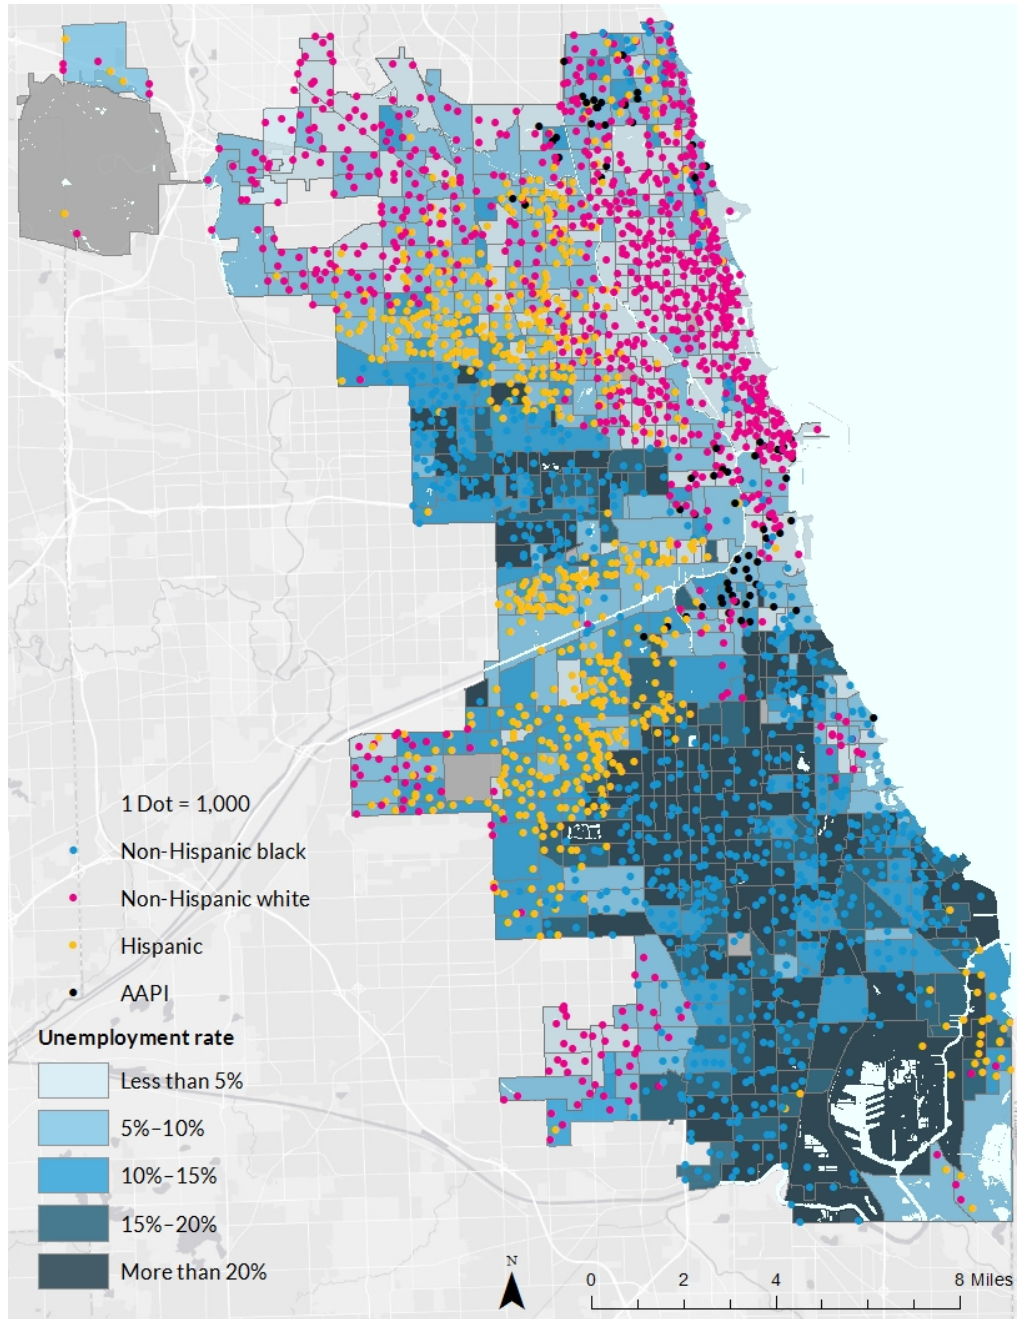 1 Dot = 1,000
Non-Hispanic black
Non-Hispanic white
Hispanic
AAPI
Unemployment rate
Less than 5%
5%–10%
10%–15%
15%–20%
More than 20%
N
0 2 4 8 Miles